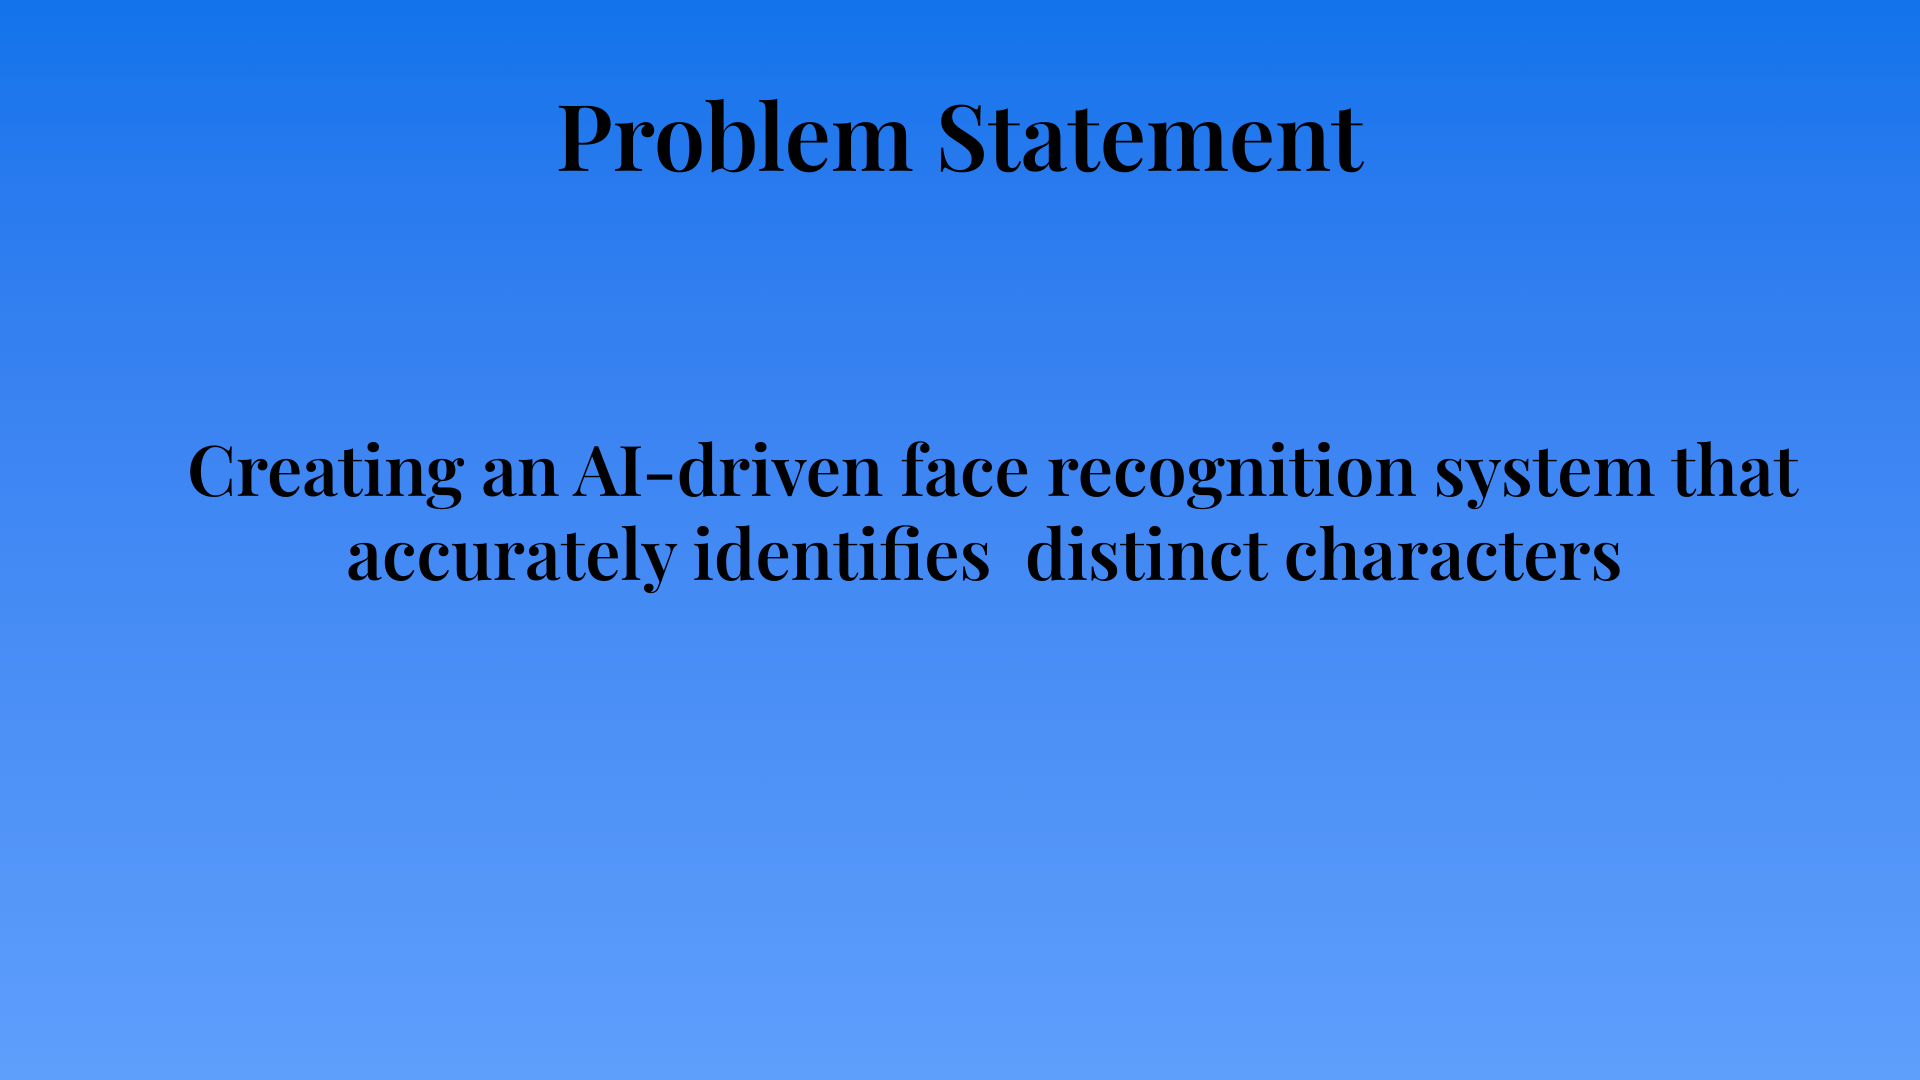 Problem Statement
Creating an AI-driven face recognition system that
accurately identifies  distinct characters